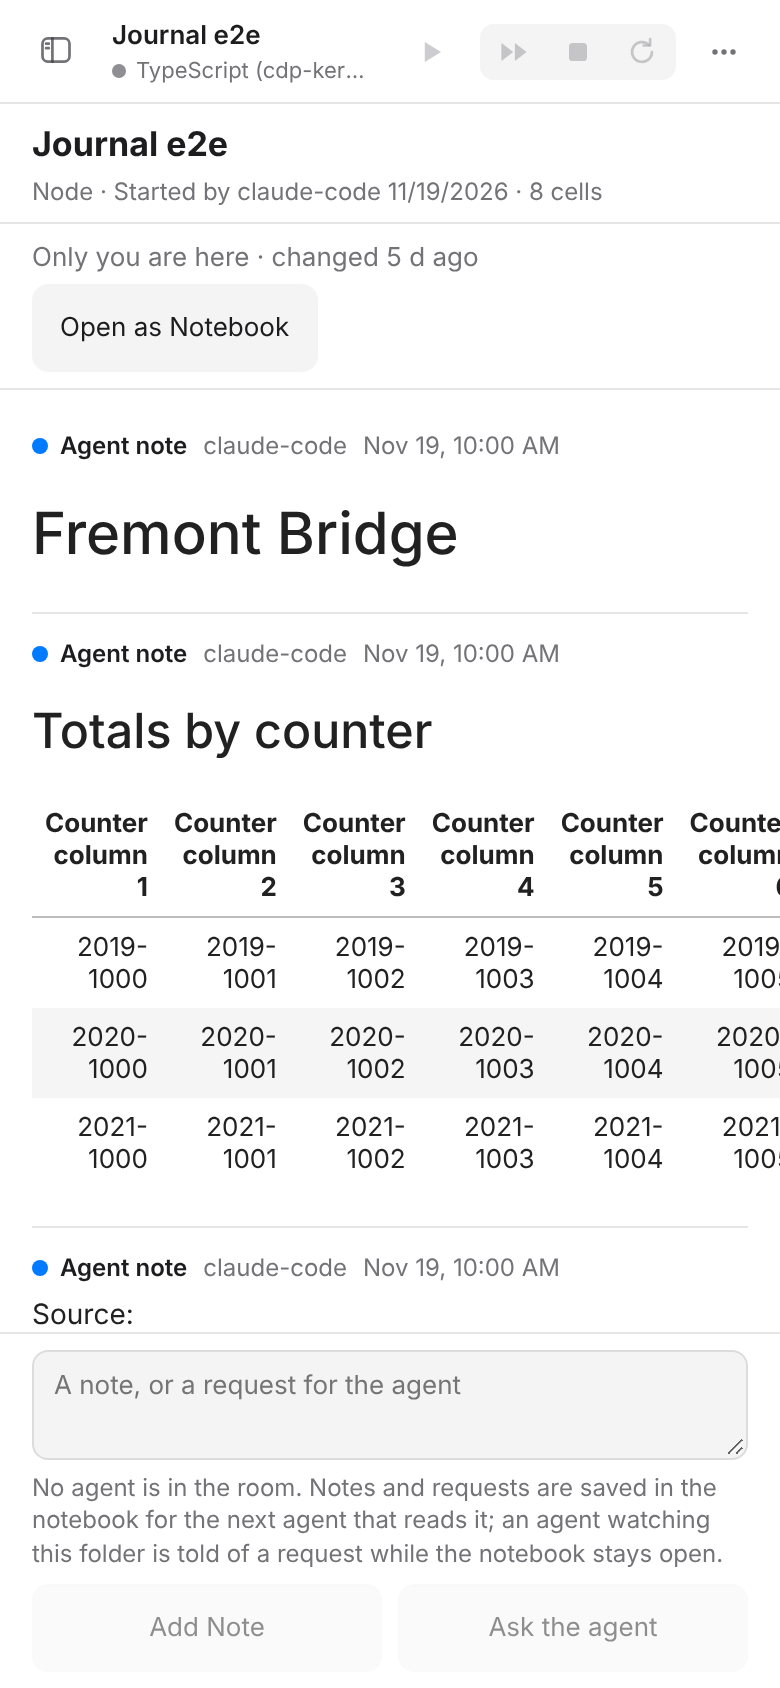 Journal e2e
TypeScript (cdp-ker...
Journal e2e
Node · Started by claude-code 11/19/2026 · 8 cells
Only you are here · changed 5 d ago
Open as Notebook
Agent note claude-code Nov 19, 10:00 AM
Fremont Bridge
Agent note claude-code Nov 19, 10:00 AM
Totals by counter
Counter Counter Counter Counter Counter
column column column column column
1 2 3 4 5
2019- 2019- 2019- 2019- 2019- 2019
1000 1001 1002 1003 1004
2020- 2020- 2020- 2020- 2020- 2020
1000 1001 1002 1003 1004
2021- 2021- 2021- 2021- 2021- 2021
1000 1001 1002 1003 1004
Agent note claude-code Nov 19, 10:00 AM
Source:
A note, or a request for the agent
No agent is in the room. Notes and requests are saved in the
notebook for the next agent that reads it; an agent watching
this folder is told of a request while the notebook stays open.
Add Note Ask the agent